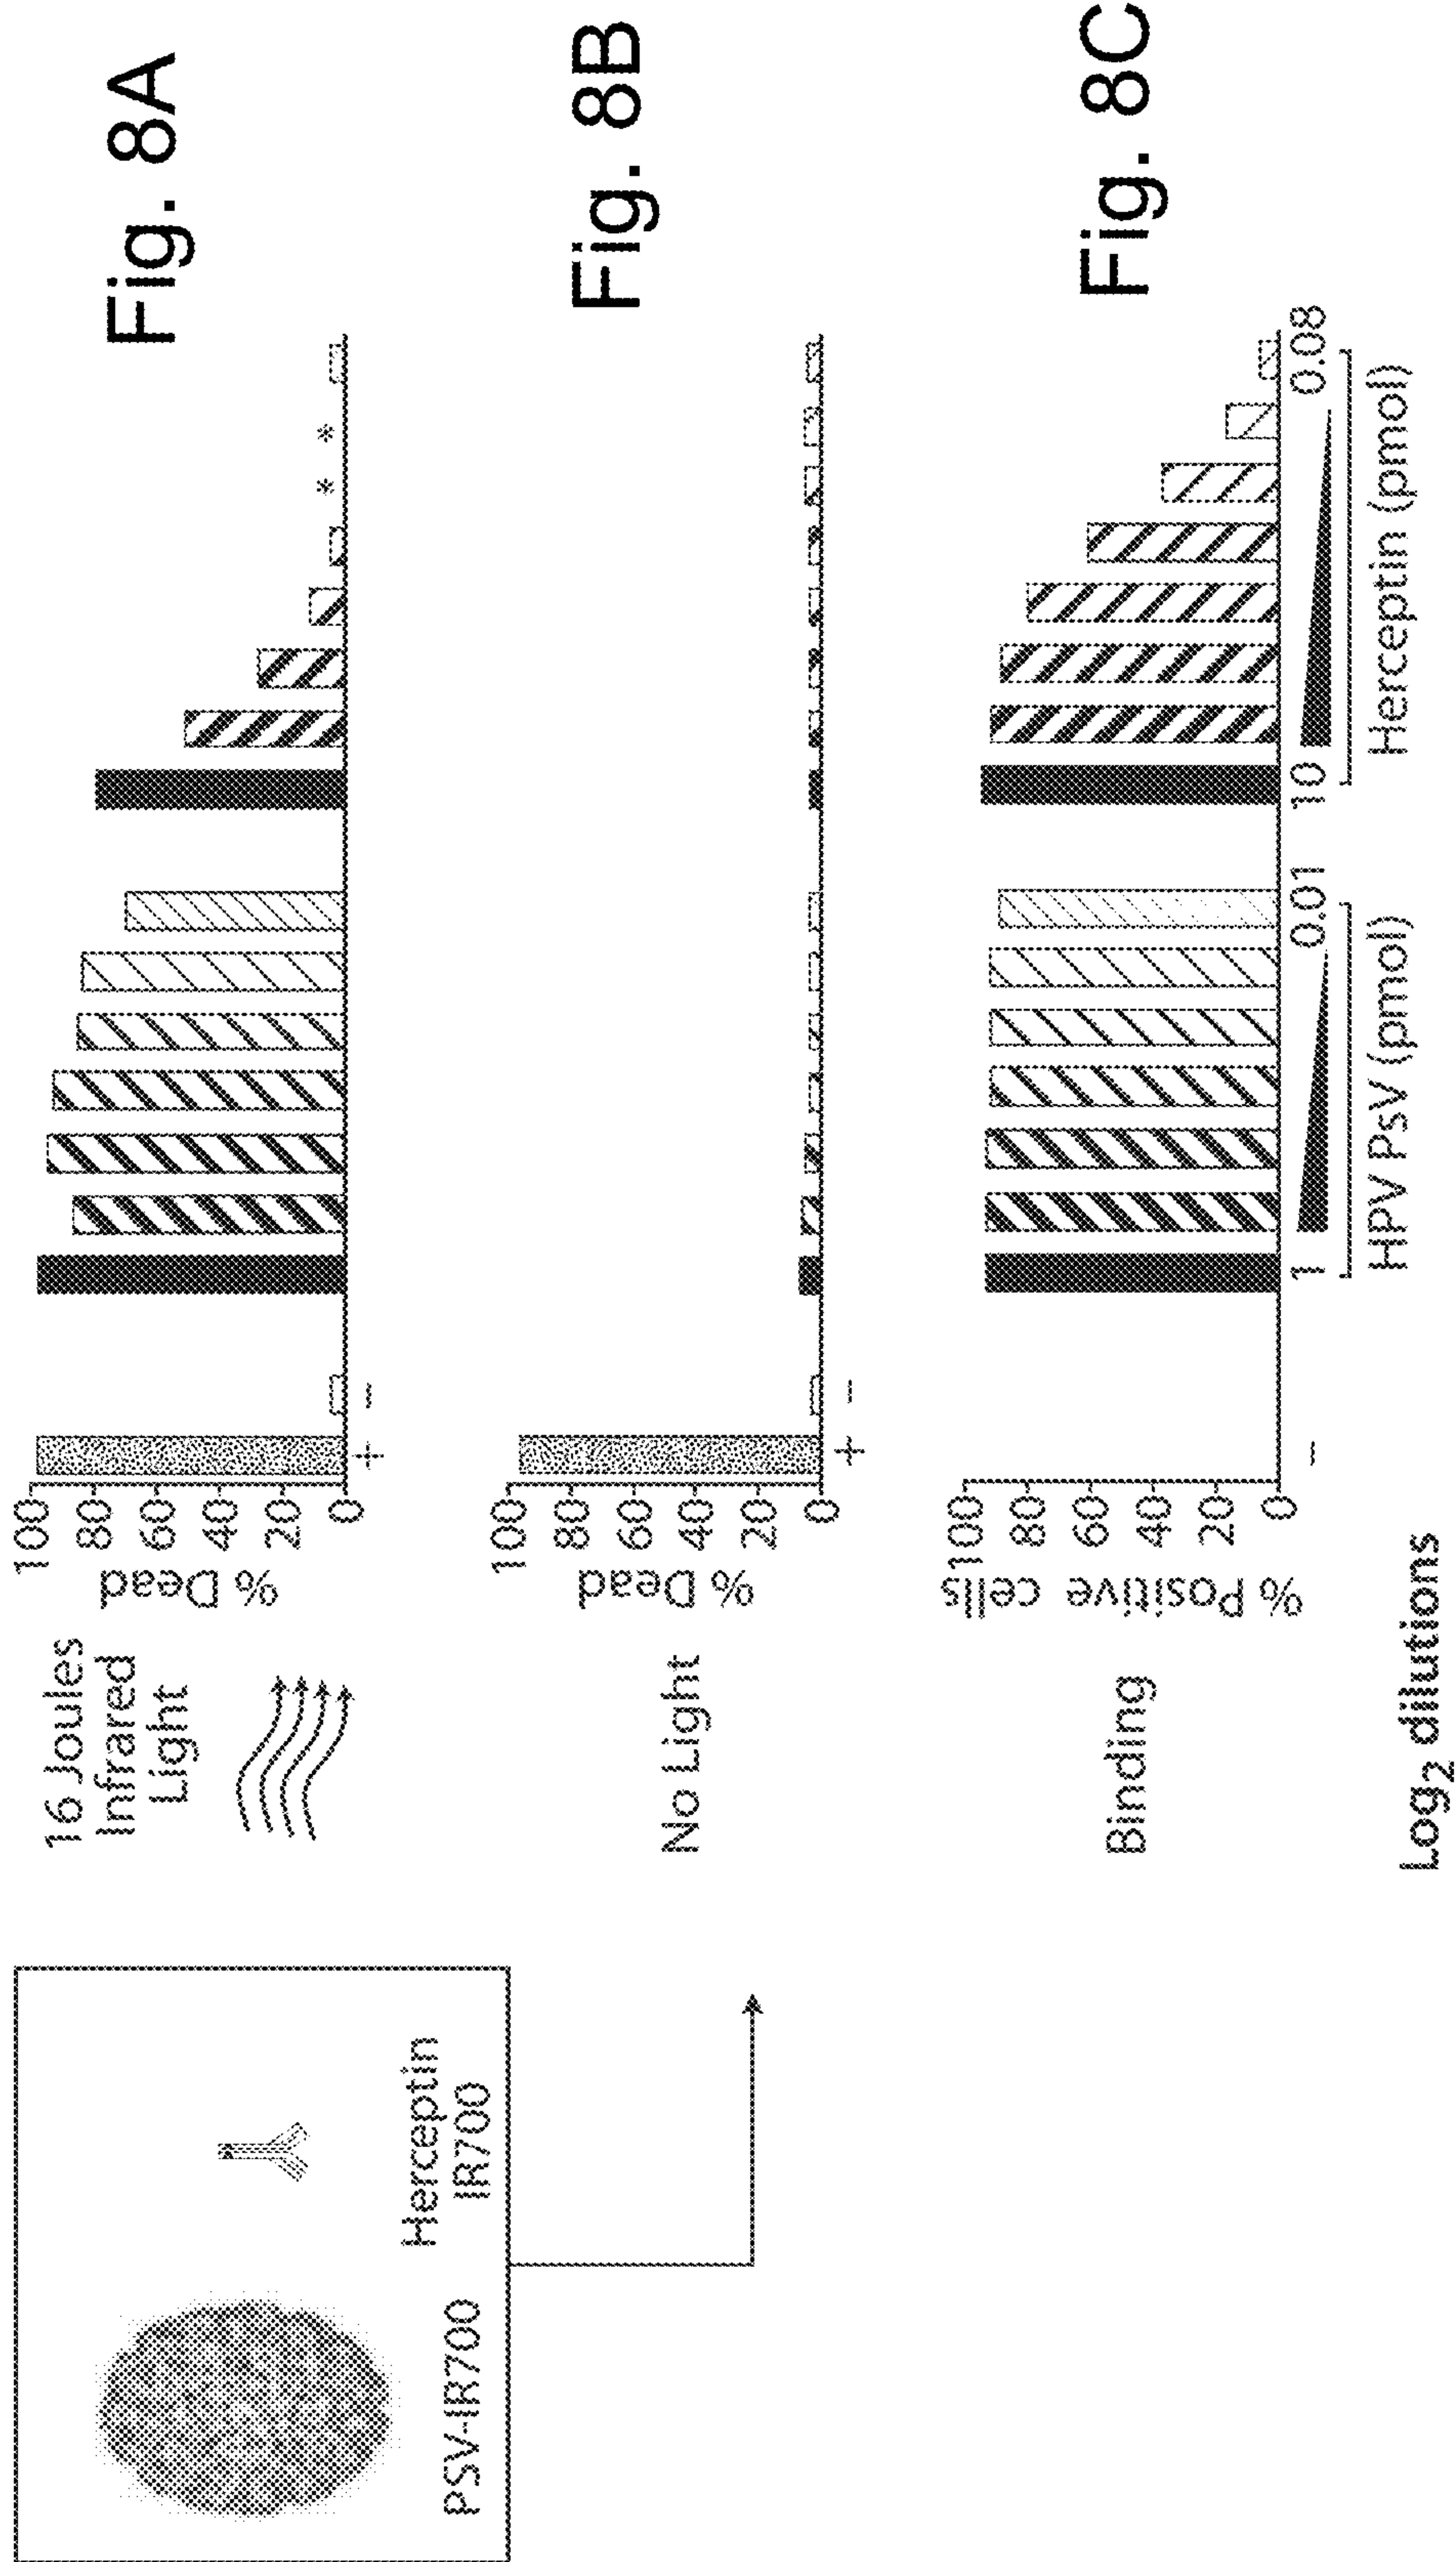 PSV-IR700
Herceptin
IR700
16 Joules
Infrared
Light
% Dead
100
80
60
40
20
0
+ −
* *
Fig. 8A
No Light
% Dead
100
80
60
40
20
0
+ −
Fig. 8B
Binding
% Positive cells
100
80
60
40
20
0
Fig. 8C
Log2 dilutions
− 1 0.01 10 0.08
HPV PsV (pmol) Herceptin (pmol)